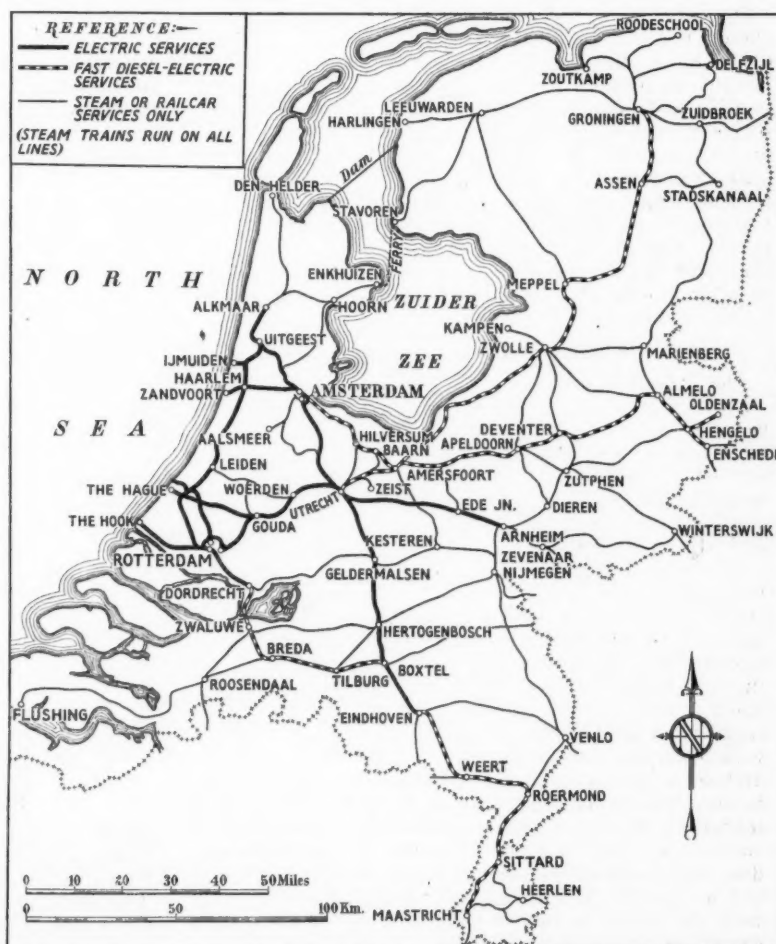 REFERENCE:—
ELECTRIC SERVICES
FAST DIESEL-ELECTRIC
SERVICES
STEAM OR RAILCAR
SERVICES ONLY
(STEAM TRAINS RUN ON ALL
LINES)
ROODESCHOOL
DELFZIJL
ZOUTKAMP
LEEUWARDEN
HARLINGEN
GRONINGEN
ZUIDBROEK
Dam
DEN HELDER
ASSEN
STADSKANAAL
STAVOREN
FERRY
NORTH
ENKHUIZEN
MEPPEL
ALKMAAR
HOORN
ZUIDER
KAMPEN
UITGEEST
ZWOLLE
MARIENBERG
IJMUIDEN
ZEE
HAARLEM
ZANDVOORT
AMSTERDAM
ALMELO
OLDENZAAL
SEA
AALSMEER
HILVERSUM
DEVENTER
HENGELO
BAARN
APELDOORN
ENSCHEDE
LEIDEN
AMERSFOORT
ZUTPHEN
THE HAGUE
WOERDEN
UTRECHT
ZEIST
GOUDA
EDE JN.
DIEREN
THE HOOK
ARNHEIM
WINTERSWIJK
KESTEREN
ROTTERDAM
ZEVENAAR
GELDERMALSEN
NIJMEGEN
DORDRECHT
ZWALUWE
HERTOGENBOSCH
BREDA
BOXTEL
ROOSENDAAL
TILBURG
FLUSHING
EINDHOVEN
VENLO
WEERT
ROERMOND
SITTARD
HEERLEN
MAASTRICHT
0 10 20 30 40 50 Miles
0 50 100 Km.